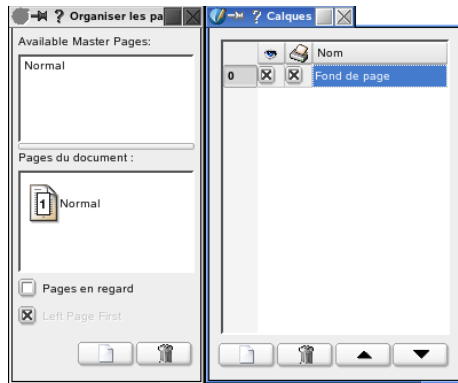 ? Organiser les pa
Available Master Pages:
Normal
Pages du document :
1 Normal
Pages en regard
Left Page First
? Calques
Nom
0 Fond de page